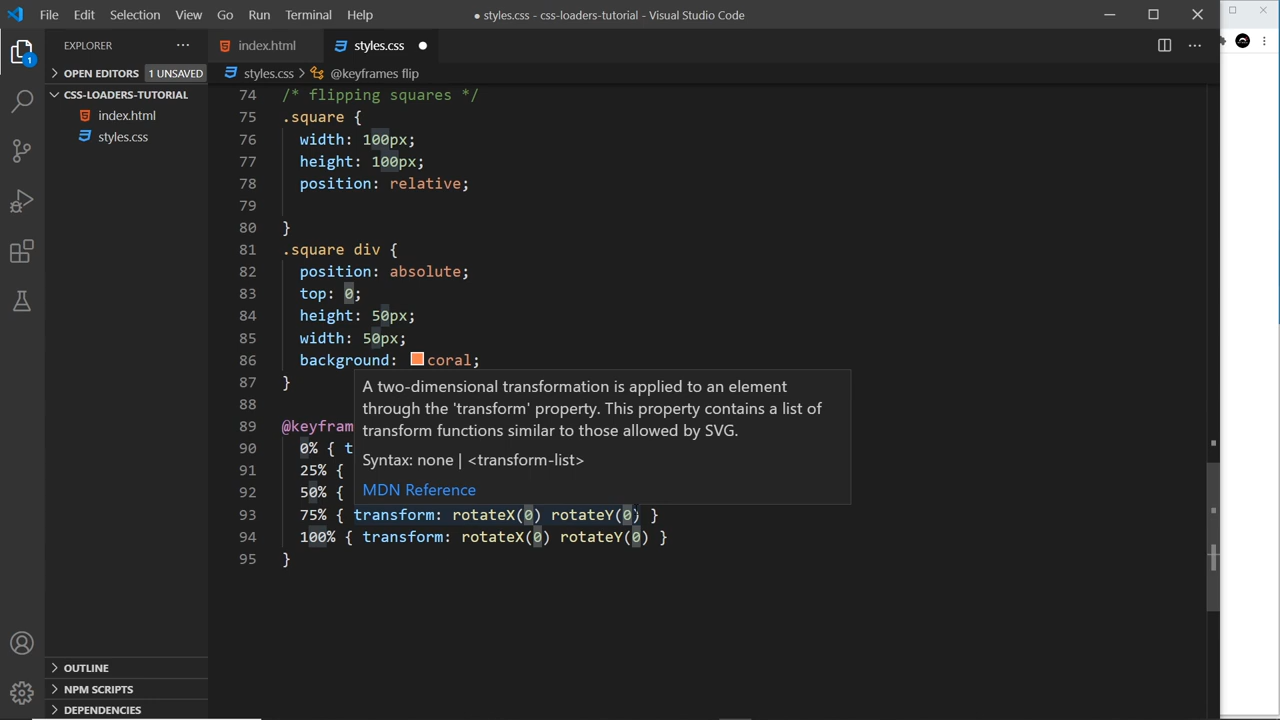 File Edit Selection View Go Run Terminal Help
● styles.css - css-loaders-tutorial - Visual Studio Code
EXPLORER
index.html
styles.css
OPEN EDITORS 1 UNSAVED
styles.css > @keyframes flip
CSS-LOADERS-TUTORIAL
index.html
styles.css
1
74 /* flipping squares */
75 .square {
76 width: 100px;
77 height: 100px;
78 position: relative;
79
80 }
81 .square div {
82 position: absolute;
83 top: 0;
84 height: 50px;
85 width: 50px;
86 background: coral;
87 }
88
A two-dimensional transformation is applied to an element
through the 'transform' property. This property contains a list of
transform functions similar to those allowed by SVG.
Syntax: none | <transform-list>
MDN Reference
89 @keyfram
90 0% { t
91 25% {
92 50% {
93 75% { transform: rotateX(0) rotateY(0) }
94 100% { transform: rotateX(0) rotateY(0) }
95 }
OUTLINE
NPM SCRIPTS
DEPENDENCIES